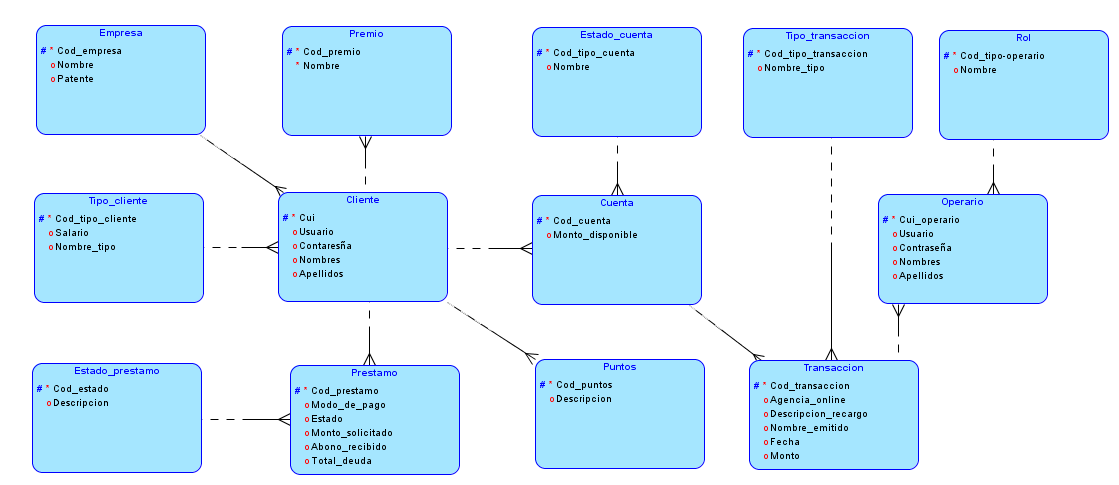 Empresa
# * Cod_empresa
o Nombre
o Patente
Premio
# * Cod_premio
* Nombre
Estado_cuenta
# * Cod_tipo_cuenta
o Nombre
Tipo_transaccion
# * Cod_tipo_transaccion
o Nombre_tipo
Rol
# * Cod_tipo-operario
o Nombre
Tipo_cliente
# * Cod_tipo_cliente
o Salario
o Nombre_tipo
Cliente
# * Cui
o Usuario
o Contaresña
o Nombres
o Apellidos
Cuenta
# * Cod_cuenta
o Monto_disponible
Operario
# * Cui_operario
o Usuario
o Contraseña
o Nombres
o Apellidos
Estado_prestamo
# * Cod_estado
o Descripcion
Prestamo
# * Cod_prestamo
o Modo_de_pago
o Estado
o Monto_solicitado
o Abono_recibido
o Total_deuda
Puntos
# * Cod_puntos
o Descripcion
Transaccion
# * Cod_transaccion
o Agencia_online
o Descripcion_recargo
o Nombre_emitido
o Fecha
o Monto